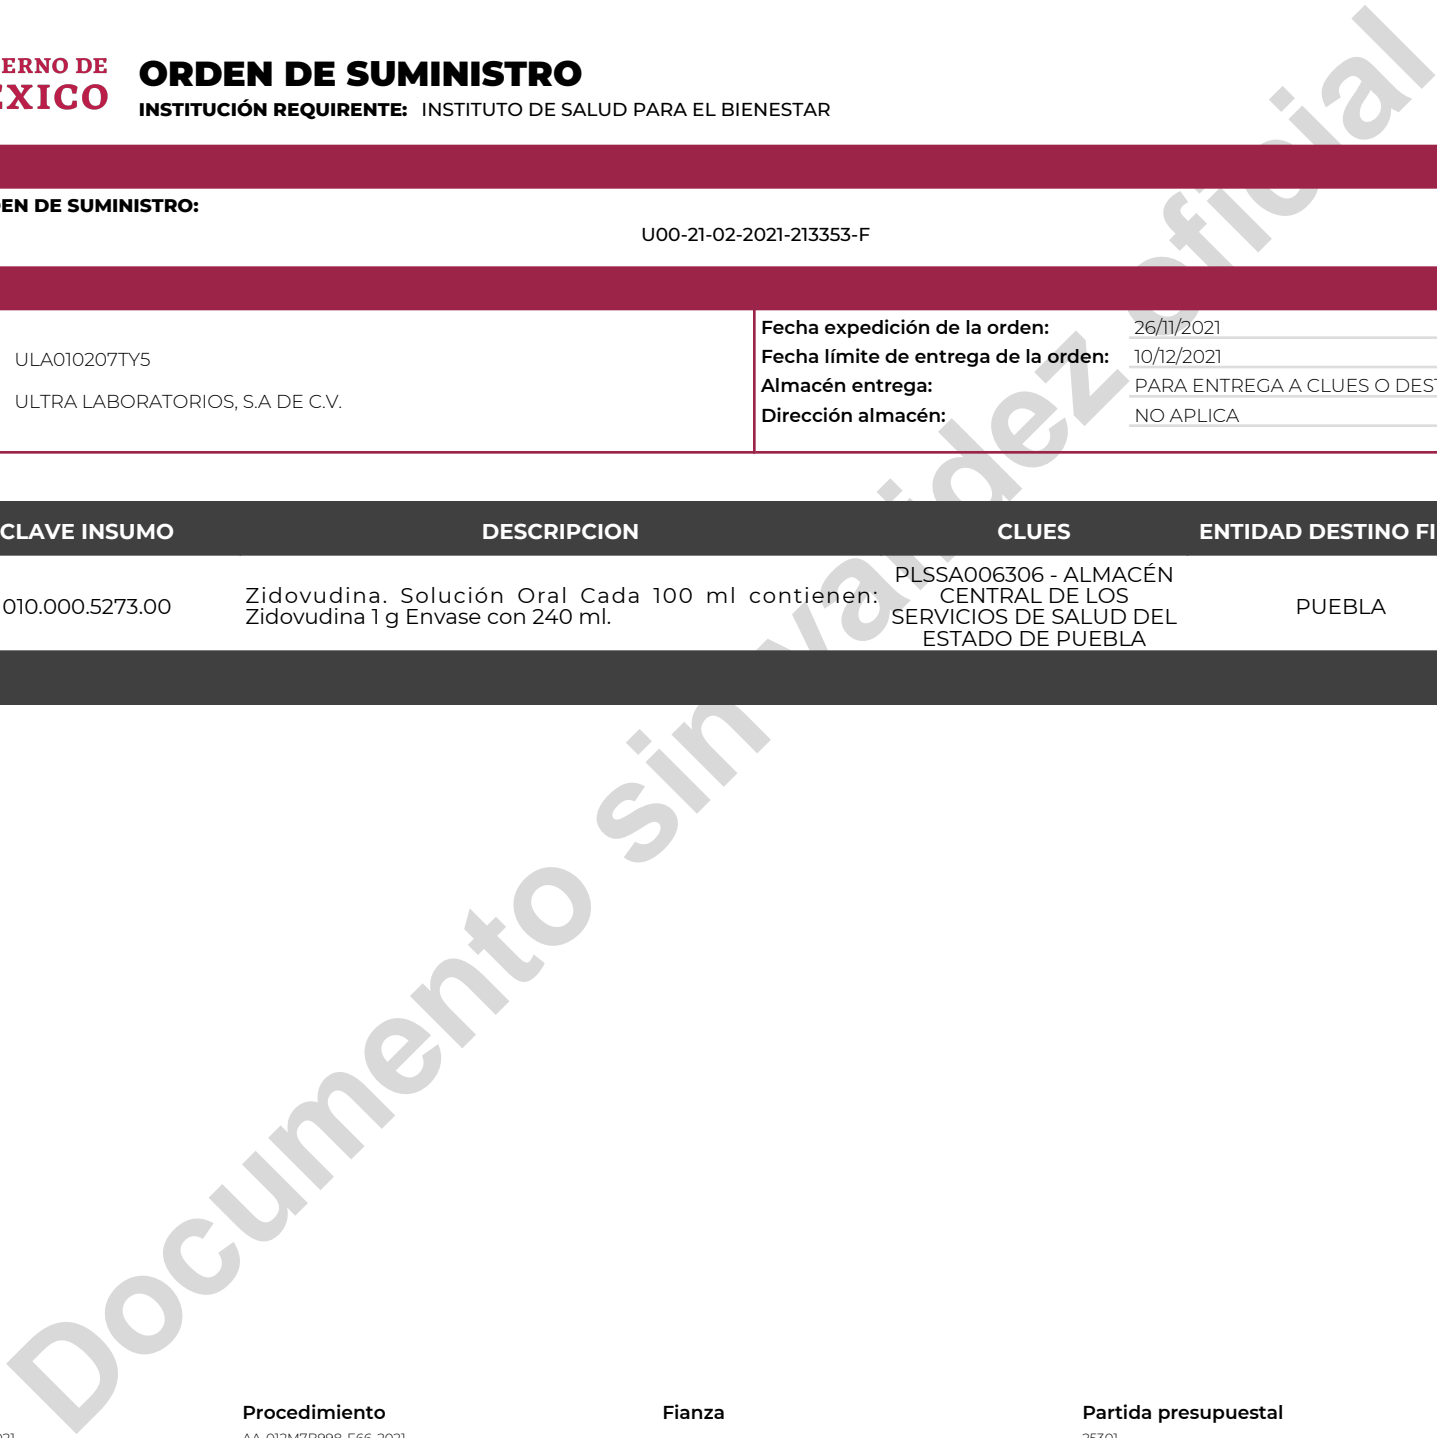 ERNO DE
ORDEN DE SUMINISTRO
EXICO
INSTITUCIÓN REQUIRENTE: INSTITUTO DE SALUD PARA EL BIENESTAR
EN DE SUMINISTRO:
U00-21-02-2021-213353-F
Fecha expedición de la orden: 26/11/2021
ULA010207TY5
Fecha límite de entrega de la orden: 10/12/2021
Almacén entrega: PARA ENTREGA A CLUES O DEST
ULTRA LABORATORIOS, S.A DE C.V.
Dirección almacén: NO APLICA
CLAVE INSUMO DESCRIPCION CLUES ENTIDAD DESTINO FI
010.000.5273.00
Zidovudina. Solución Oral Cada 100 ml contienen:
Zidovudina 1 g Envase con 240 ml.
PLSSA006306 - ALMACÉN
CENTRAL DE LOS
SERVICIOS DE SALUD DEL
ESTADO DE PUEBLA
PUEBLA
Documento sin validez oficial
Procedimiento Fianza Partida presupuestal